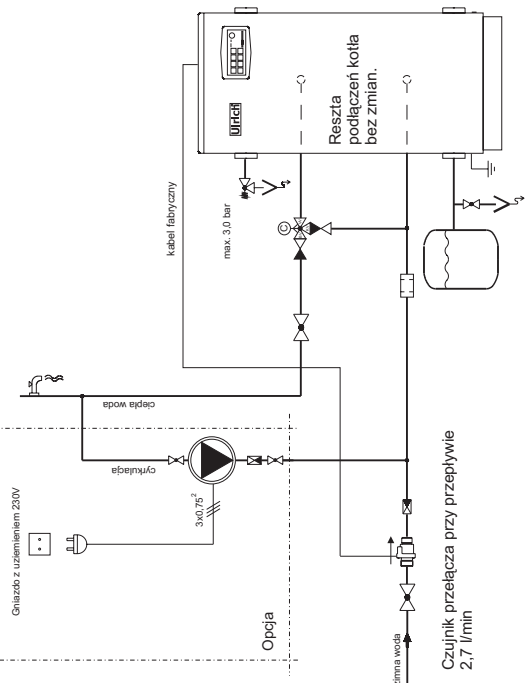 Gniazdo z uziemieniem 230V
3x0,75²
cyrkulacja
ciepła woda
Opcja
kabel fabryczny
max. 3,0 bar
C
Ulrich
Reszta
podłączeń kotła
bez zmian.
zimna woda
Czujnik przełącza przy przepływie
2,7 l/min